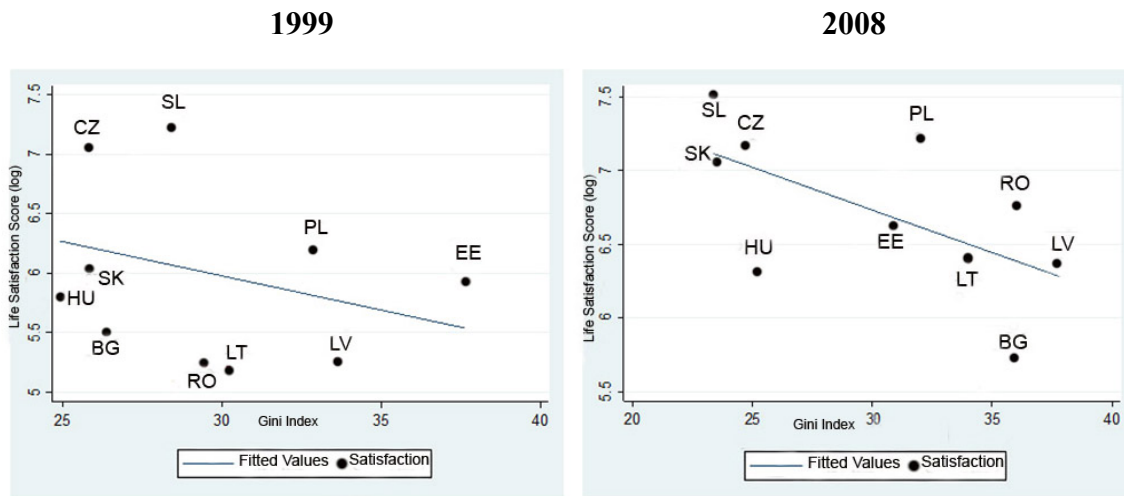 1999
2008
Life Satisfaction Score (log)
7.5
7
6.5
6
5.5
5
SL
CZ
PL
EE
SK
HU
BG
LT
LV
RO
25
30
35
40
Gini Index
Fitted Values
Satisfaction
Life Satisfaction Score (log)
7.5
7
6.5
6
5.5
SL
CZ
PL
SK
RO
EE
HU
LT
LV
BG
20
25
30
35
40
Gini Index
Fitted Values
Satisfaction